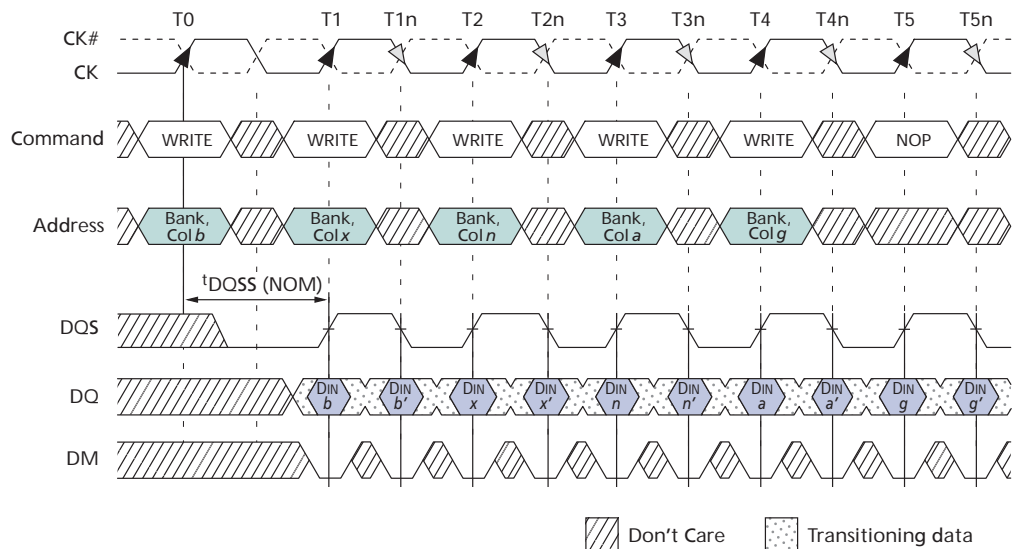 T0 T1 T1n T2 T2n T3 T3n T4 T4n T5 T5n
CK#
CK
Command WRITE WRITE WRITE WRITE WRITE NOP
Address Bank, Col b Bank, Col x Bank, Col n Bank, Col a Bank, Col g
tDQSS (NOM)
DQS
DQ DIN b DIN b' DIN x DIN x' DIN n DIN n' DIN a DIN a' DIN g DIN g'
DM
Don't Care Transitioning data